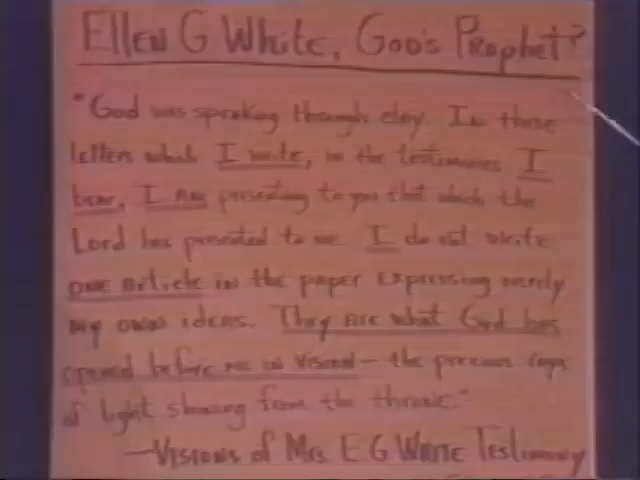 Ellen G White, God's Prophet?
"God was speaking through clay. In these
letters which I write, in the testimonies I
bear, I am presenting to you that which the
Lord has presented to me. I do not write
one article in the paper expressing merely
my own ideas. They are what God has
opened before me in vision — the precious rays
of light shining from the throne."
— Visions of Mrs E G White Testimony